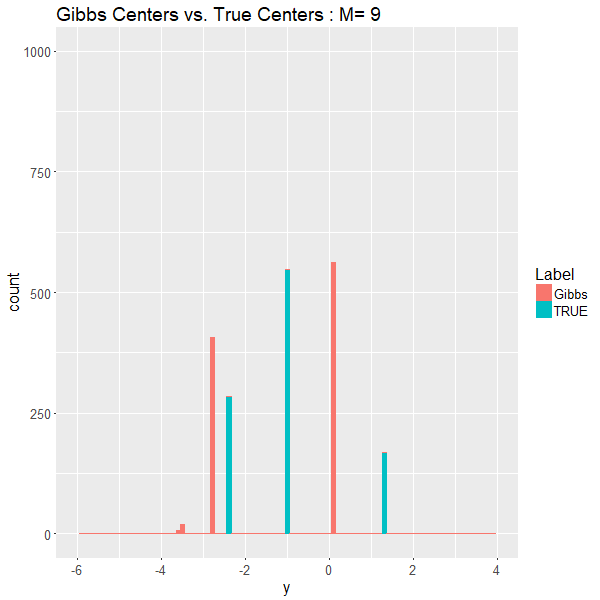 Gibbs Centers vs. True Centers : M= 9
1000
750
500
250
0
count
-6
-4
-2
0
2
4
y
Label
Gibbs
TRUE